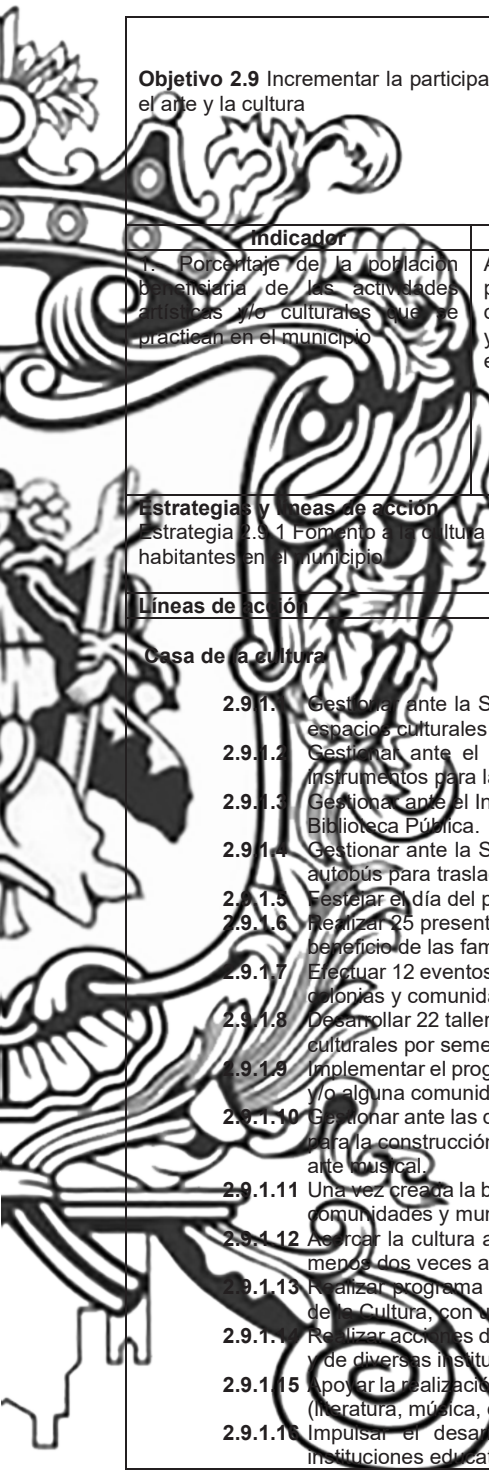 Objetivo 2.9 Incrementar la participa
el arte y la cultura
Indicador
1. Porcentaje de la población
beneficiaria de las actividades
artísticas y/o culturales que se
practican en el municipio
A
p
c
y
e
Estrategias y líneas de acción
Estrategia 2.9.1 Fomento a la cultura
habitantes en el municipio
Líneas de acción
Casa de la cultura
2.9.1.1 Gestionar ante la S
espacios culturales
2.9.1.2 Gestionar ante el
instrumentos para la
2.9.1.3 Gestionar ante el In
Biblioteca Pública.
2.9.1.4 Gestionar ante la S
autobús para trasla
2.9.1.5 Festejar el día del p
2.9.1.6 Realizar 25 present
beneficio de las fam
2.9.1.7 Efectuar 12 eventos
colonias y comunida
2.9.1.8 Desarrollar 22 taller
culturales por seme
2.9.1.9 Implementar el prog
y/o alguna comunid
2.9.1.10 Gestionar ante las d
para la construcción
arte musical.
2.9.1.11 Una vez creada la b
comunidades y mun
2.9.1.12 Acercar la cultura a
menos dos veces a
2.9.1.13 Realizar programa
de la Cultura, con u
2.9.1.14 Realizar acciones d
y de diversas institu
2.9.1.15 Apoyar la realizació
(literatura, música,
2.9.1.16 Impulsar el desar
instituciones educat